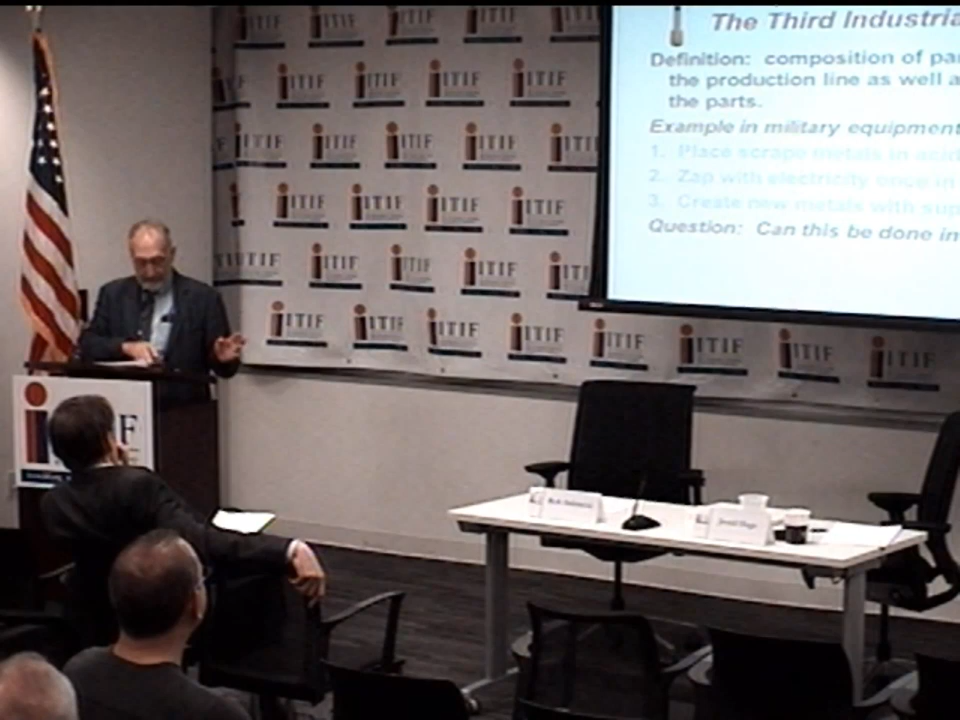 The Third Industria
Definition: composition of pa
the production line as well a
the parts.
Example in military equipment
1. Place scrape metals in acid
2. Zap with electricity once in
3. Create new metals with sup
Question: Can this be done in
ITIF